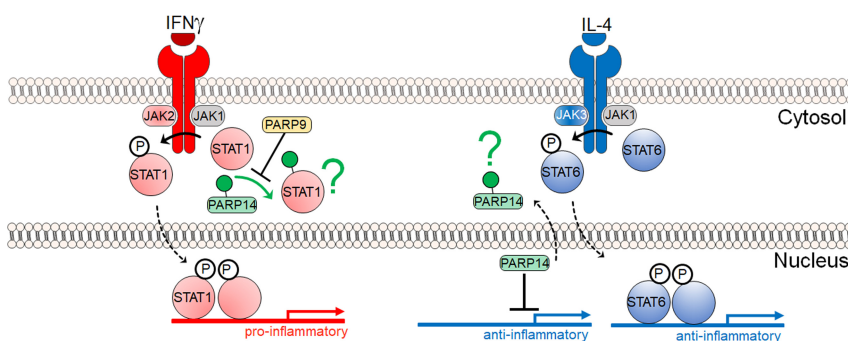 IFNγ
IL-4
JAK2
JAK1
JAK3
JAK1
Cytosol
PARP9
P
STAT1
STAT1
STAT1
?
PARP14
?
P
STAT6
STAT6
PARP14
Nucleus
PARP14
P
P
STAT1
pro-inflammatory
anti-inflammatory
P
P
STAT6
anti-inflammatory